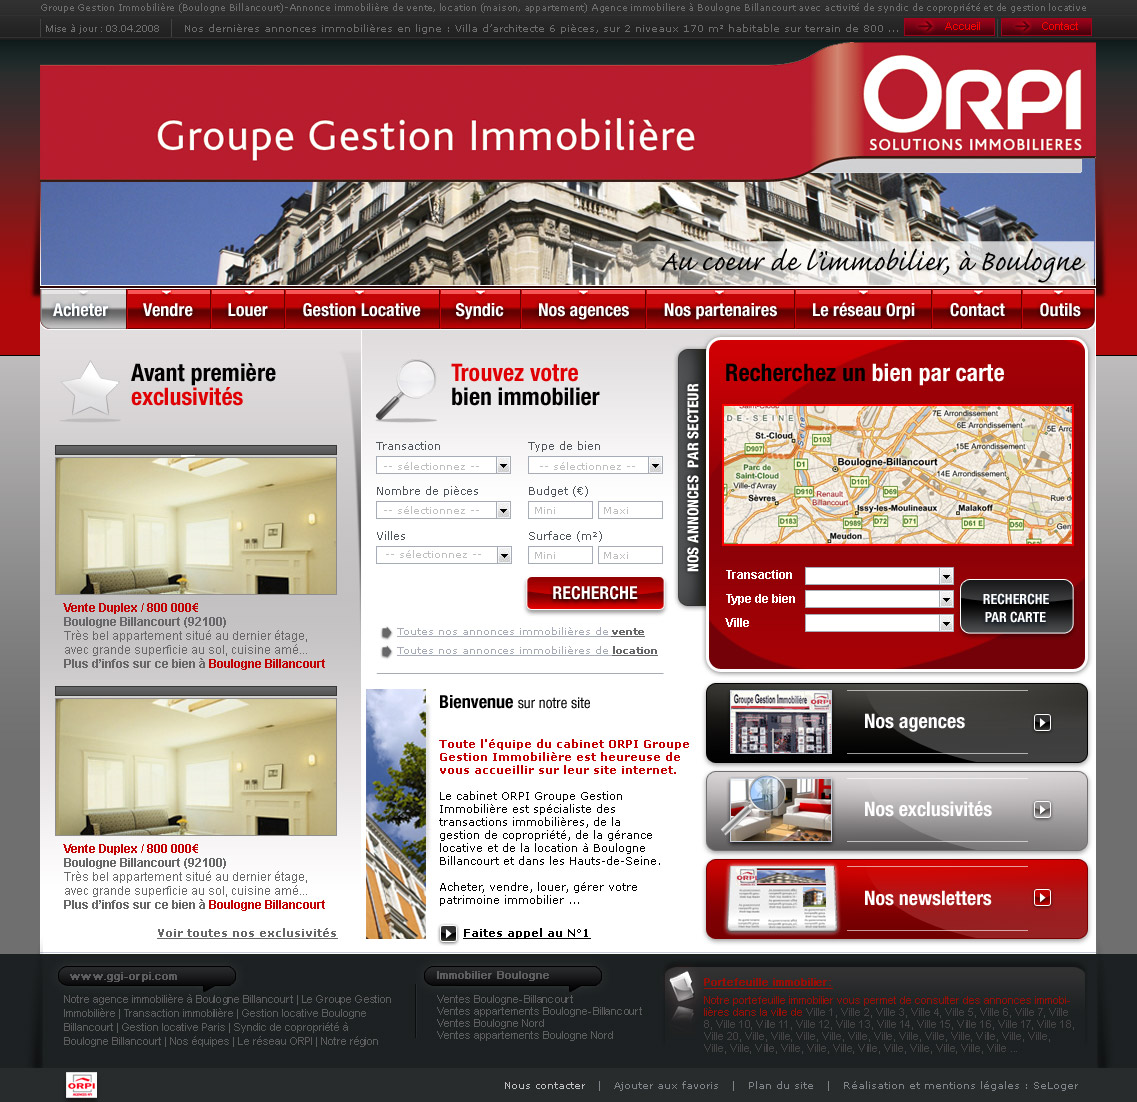 Groupe Gestion Immobilière (Boulogne Billancourt)-Annonce immobilière de vente, location (maison, appartement) Agence immobiliere à Boulogne Billancourt avec activité de syndic de copropriété et de gestion locative
Mise à jour : 03.04.2008
Nos dernières annonces immobilières en ligne : Villa d'architecte 6 pièces, sur 2 niveaux 170 m² habitable sur terrain de 800 ...
Accueil
Contact
ORPI
SOLUTIONS IMMOBILIERES
Groupe Gestion Immobilière
Au coeur de l'immobilier, à Boulogne
Acheter Vendre Louer Gestion Locative Syndic Nos agences Nos partenaires Le réseau Orpi Contact Outils
Avant première
exclusivités
Vente Duplex / 800 000€
Boulogne Billancourt (92100)
Très bel appartement situé au dernier étage,
avec grande superficie au sol, cuisine amé...
Plus d'infos sur ce bien à Boulogne Billancourt
Vente Duplex / 800 000€
Boulogne Billancourt (92100)
Très bel appartement situé au dernier étage,
avec grande superficie au sol, cuisine amé...
Plus d'infos sur ce bien à Boulogne Billancourt
Voir toutes nos exclusivités
Trouvez votre
bien immobilier
Transaction
-- sélectionnez --
Type de bien
-- sélectionnez --
Nombre de pièces
-- sélectionnez --
Budget (€)
Mini
Maxi
Villes
-- sélectionnez --
Surface (m²)
Mini
Maxi
RECHERCHE
Toutes nos annonces immobilières de vente
Toutes nos annonces immobilières de location
Bienvenue sur notre site
Toute l'équipe du cabinet ORPI Groupe
Gestion Immobilière est heureuse de
vous accueillir sur leur site internet.
Le cabinet ORPI Groupe Gestion
Immobilière est spécialiste des
transactions immobilières, de la
gestion de copropriété, de la gérance
locative et de la location à Boulogne
Billancourt et dans les Hauts-de-Seine.
Acheter, vendre, louer, gérer votre
patrimoine immobilier ...
Faites appel au N°1
NOS ANNONCES PAR SECTEUR
Recherchez un bien par carte
Saint-Cloud
DE-SEINE
7E Arrondissement
6E Arrondissement
St.-Cloud
D103
15E Arrondissement
5E
D907
Parc de
Saint-Cloud
D1
Boulogne-Billancourt
14E Arrondissement
Ville-d'Avray
D101
Sèvres
D910
Renault
Billancourt
D69
Rue d
Issy-les-Moulineaux
Malakoff
D183
D989
D72
D71
D61 E
D50
Gen
Meudon
Transaction
Type de bien
Ville
RECHERCHE
PAR CARTE
Groupe Gestion Immobilière
ORPI
Nos agences
Nos exclusivités
ORPI
Nos newsletters
www.ggi-orpi.com
Notre agence immobilière à Boulogne Billancourt | Le Groupe Gestion
Immobilière | Transaction immobilière | Gestion locative Boulogne
Billancourt | Gestion locative Paris | Syndic de copropriété à
Boulogne Billancourt | Nos équipes | Le réseau ORPI | Notre région
Immobilier Boulogne
Ventes Boulogne-Billancourt
Ventes appartements Boulogne-Billancourt
Ventes Boulogne Nord
Ventes appartements Boulogne Nord
Portefeuille immobilier:
Notre portefeuille immobilier vous permet de consulter des annonces immobi-
lières dans la villa de Ville 1, Ville 2, Ville 3, Ville 4, Ville 5, Ville 6, Ville 7, Ville
8, Ville 10, Ville 11, Ville 12, Ville 13, Ville 14, Ville 15, Ville 16, Ville 17, Ville 18,
Ville 20, Ville, Ville, Ville, Ville, Ville, Ville, Ville, Ville, Ville, Ville, Ville, Ville,
Ville, Ville, Ville, Ville, Ville, Ville, Ville, Ville, Ville, Ville, Ville, Ville ...
ORPI
Nous contacter | Ajouter aux favoris | Plan du site | Réalisation et mentions légales : SeLoger